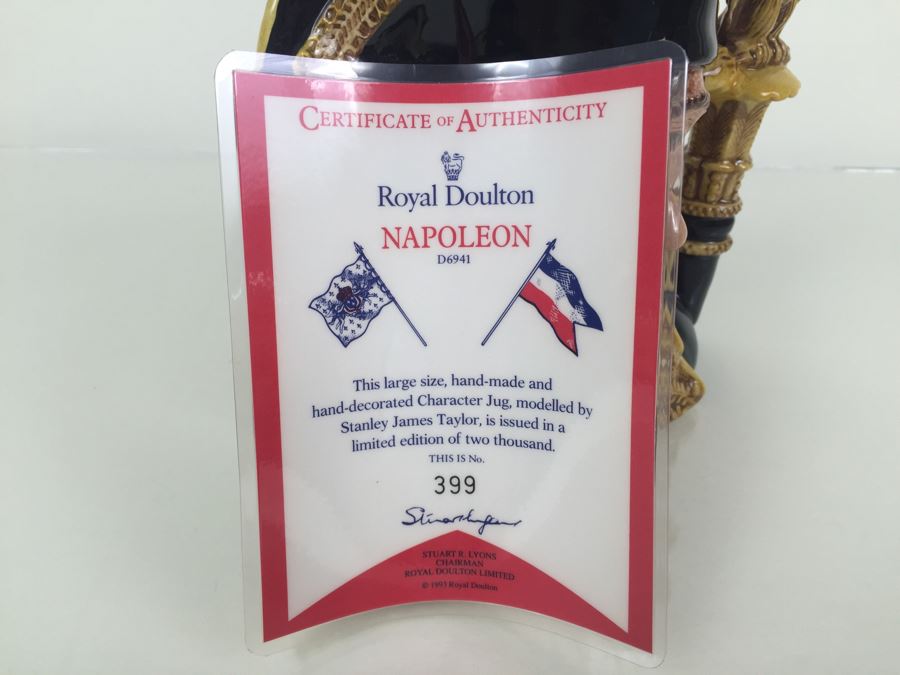 CERTIFICATE OF AUTHENTICITY
Royal Doulton
NAPOLEON
D6941
This large size, hand-made and
hand-decorated Character Jug, modelled by
Stanley James Taylor, is issued in a
limited edition of two thousand.
THIS IS No.
399
STUART R. LYONS
CHAIRMAN
ROYAL DOULTON LIMITED
© 1993 Royal Doulton